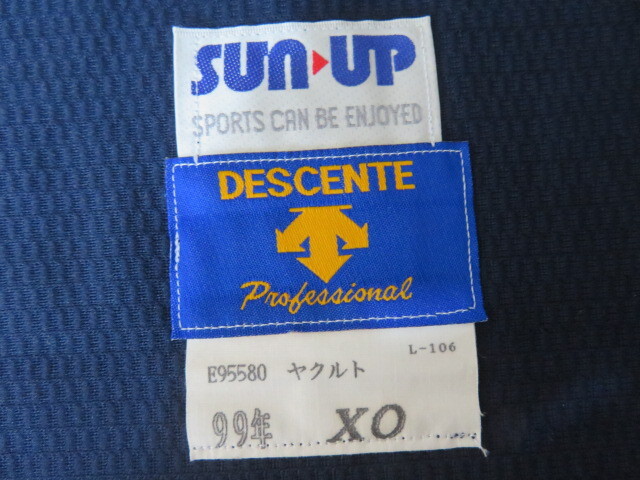 SUN UP
SPORTS CAN BE ENJOYED
DESCENTE
Professional
L-106
E95580 ヤクルト
99年 XO